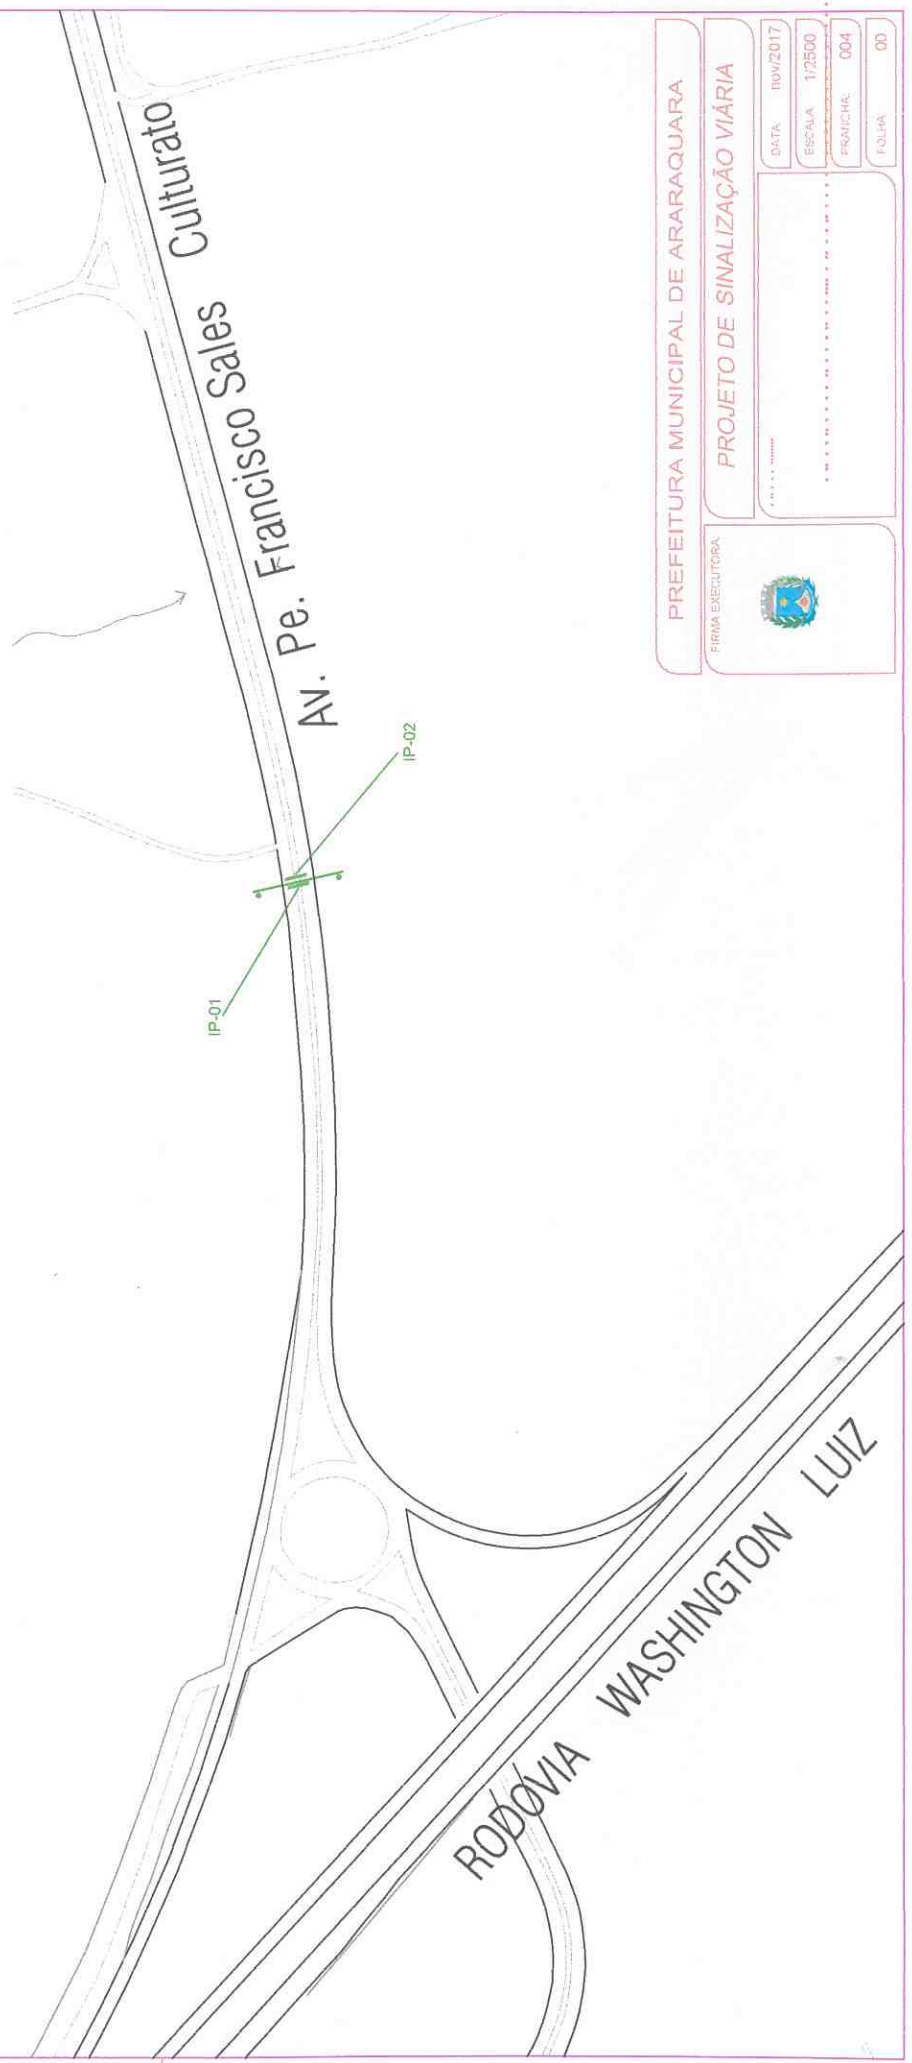 Av. Pe. Francisco Sales Culturato
IP-01
IP-02
RODOVIA WASHINGTON LUIZ
PREFEITURA MUNICIPAL DE ARARAQUARA
PROJETO DE SINALIZAÇÃO VIÁRIA
FIRMA EXECUTORA
DATA nov/2017
ESCALA 1/2500
PRANCHA: 004
FOLHA 00